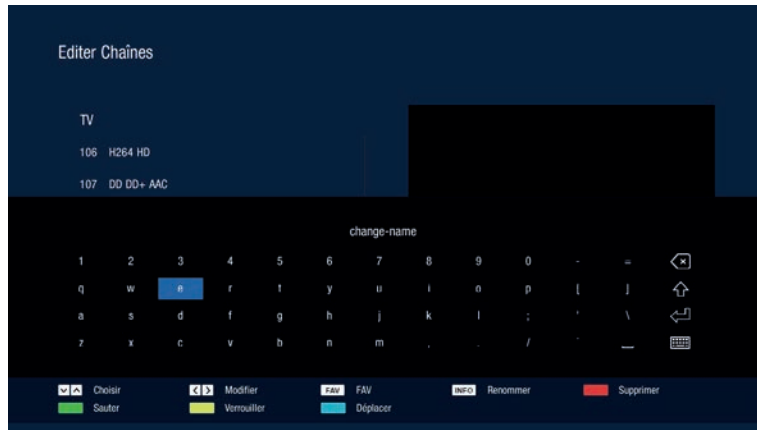 Editer Chaînes
TV
106 H264 HD
107 DD DD+ AAC
change-name
1 2 3 4 5 6 7 8 9 0 - =
q w e r t y u i o p [ ]
a s d f g h j k l ; ' \
z x c v b n m , . / ` _
Choisir Modifier FAV FAV INFO Renommer Supprimer
Sauter Verrouiller Déplacer